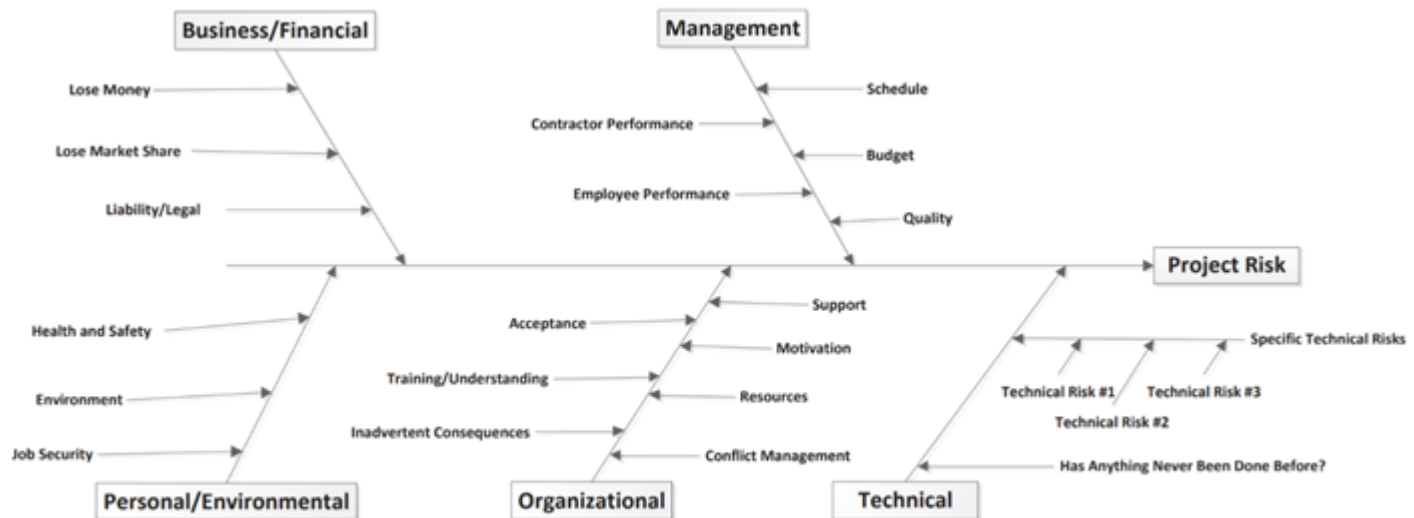 Business/Financial
Management
Lose Money
Schedule
Contractor Performance
Lose Market Share
Budget
Employee Performance
Liability/Legal
Quality
Project Risk
Support
Health and Safety
Acceptance
Specific Technical Risks
Motivation
Training/Understanding
Technical Risk #1
Technical Risk #3
Environment
Resources
Technical Risk #2
Inadvertent Consequences
Job Security
Conflict Management
Has Anything Never Been Done Before?
Personal/Environmental
Organizational
Technical